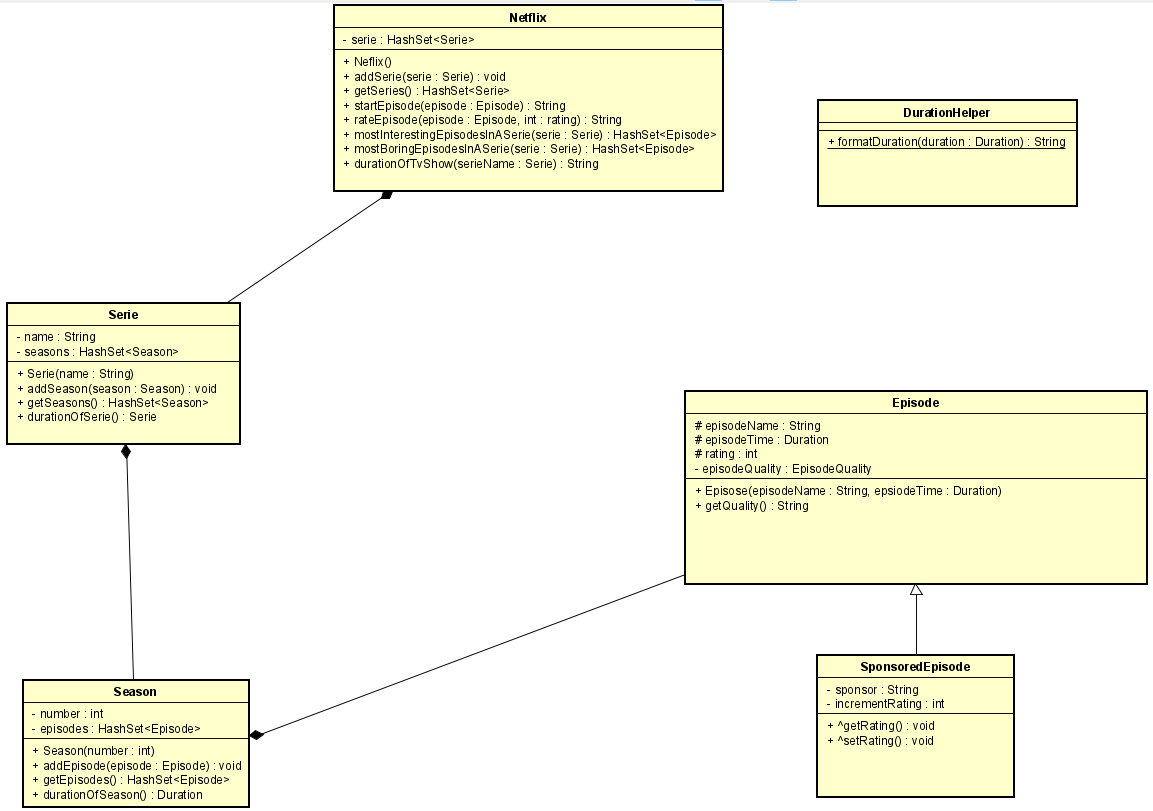 Netflix
- serie : HashSet<Serie>
+ Neflix()
+ addSerie(serie : Serie) : void
+ getSeries() : HashSet<Serie>
+ startEpisode(episode : Episode) : String
+ rateEpisode(episode : Episode, int : rating) : String
+ mostInterestingEpisodesInASerie(serie : Serie) : HashSet<Episode>
+ mostBoringEpisodesInASerie(serie : Serie) : HashSet<Episode>
+ durationOfTvShow(serieName : Serie) : String
DurationHelper
+ formatDuration(duration : Duration) : String
Serie
- name : String
- seasons : HashSet<Season>
+ Serie(name : String)
+ addSeason(season : Season) : void
+ getSeasons() : HashSet<Season>
+ durationOfSerie() : Serie
Episode
# episodeName : String
# episodeTime : Duration
# rating : int
- episodeQuality : EpisodeQuality
+ Episose(episodeName : String, epsiodeTime : Duration)
+ getQuality() : String
Season
- number : int
- episodes : HashSet<Episode>
+ Season(number : int)
+ addEpisode(episode : Episode) : void
+ getEpisodes() : HashSet<Episode>
+ durationOfSeason() : Duration
SponsoredEpisode
- sponsor : String
- incrementRating : int
+ ^getRating() : void
+ ^setRating() : void